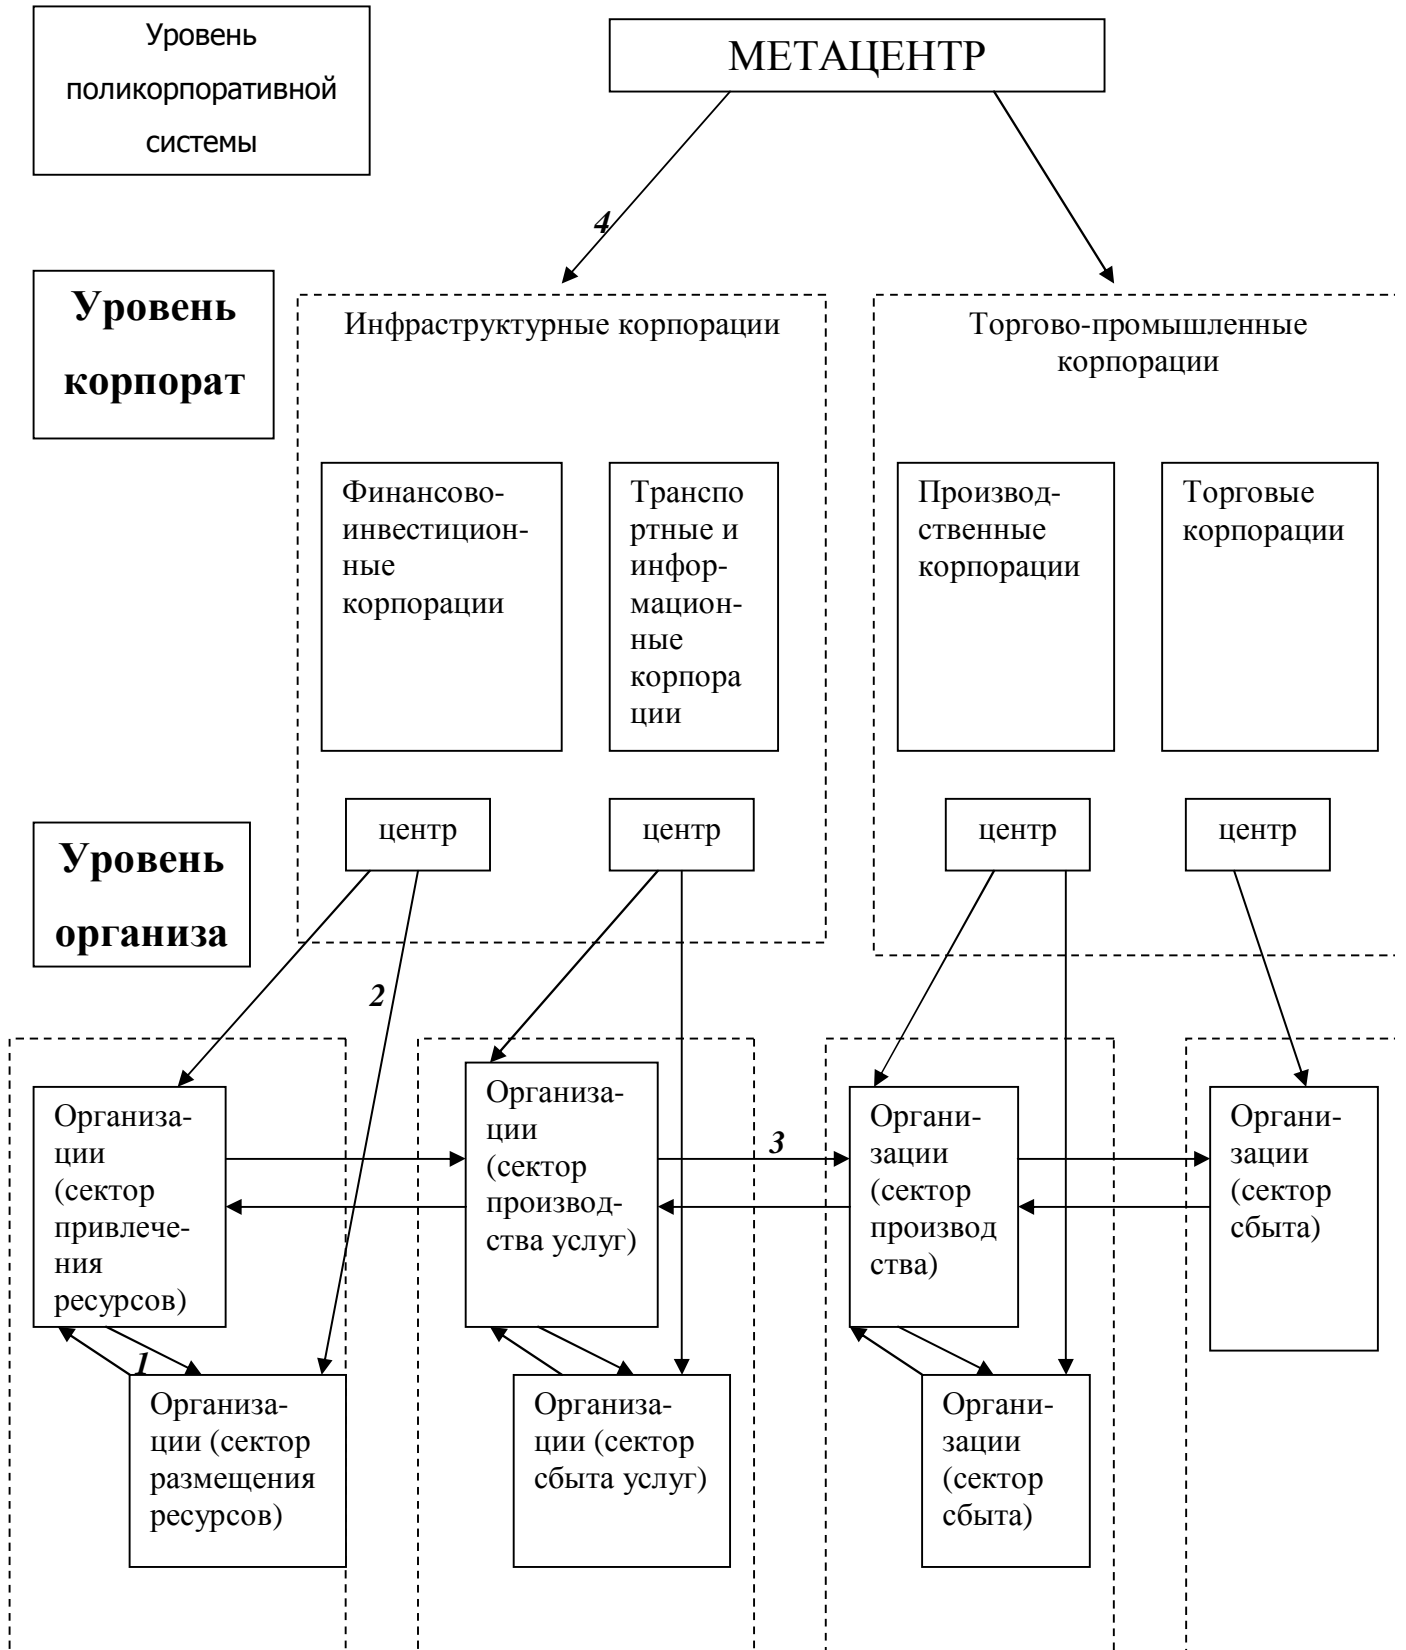 Уровень
поликорпоративной
системы
МЕТАЦЕНТР
4
Уровень
корпорат
Инфраструктурные корпорации
Торгово-промышленные
корпорации
Финансово-
инвестицион-
ные
корпорации
Транспо
ртные и
инфор-
мацион-
ные
корпора
ции
Производ-
ственные
корпорации
Торговые
корпорации
Уровень
организа
центр
центр
центр
центр
2
Организа-
ции
(сектор
привлече-
ния
ресурсов)
Организа-
ции
(сектор
производ-
ства услуг)
3
Органи-
зации
(сектор
производ
ства)
Органи-
зации
(сектор
сбыта)
1
Организа-
ции (сектор
размещения
ресурсов)
Организа-
ции (сектор
сбыта услуг)
Органи-
зации
(сектор
сбыта)